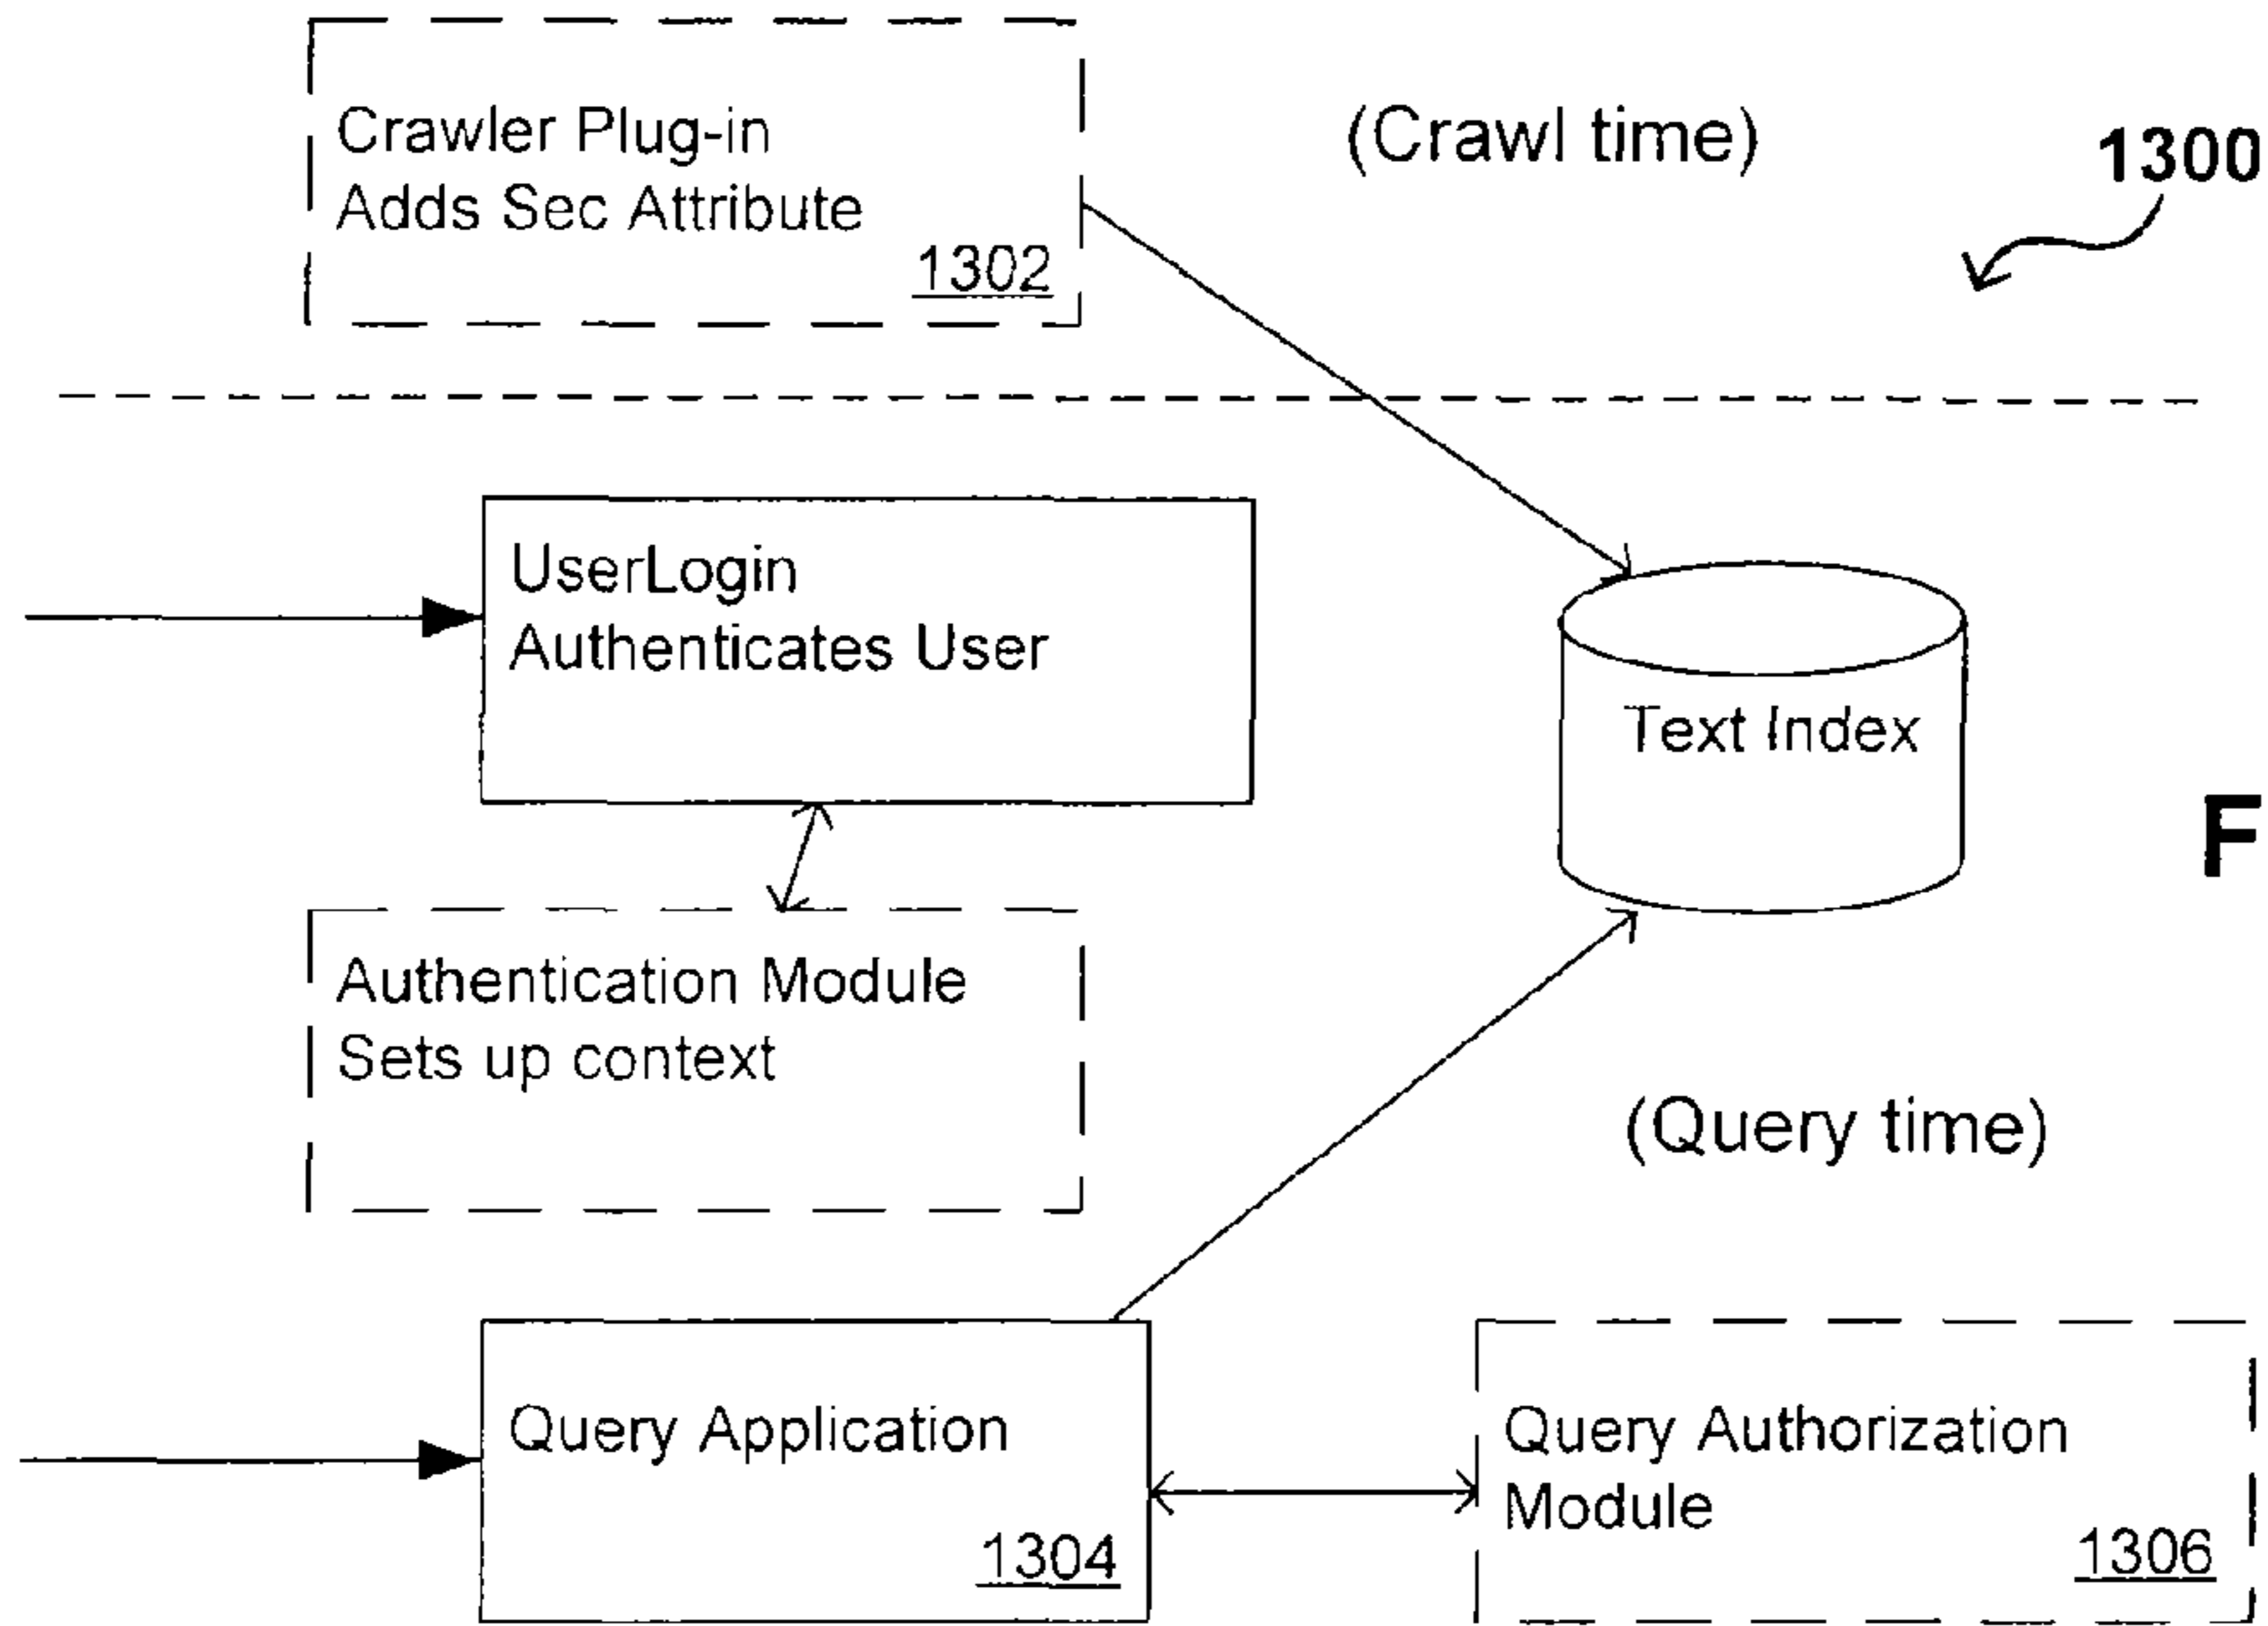 Crawler Plug-in
Adds Sec Attribute
1302
(Crawl time)
1300
UserLogin
Authenticates User
Text Index
F
Authentication Module
Sets up context
(Query time)
Query Application
1304
Query Authorization
Module
1306